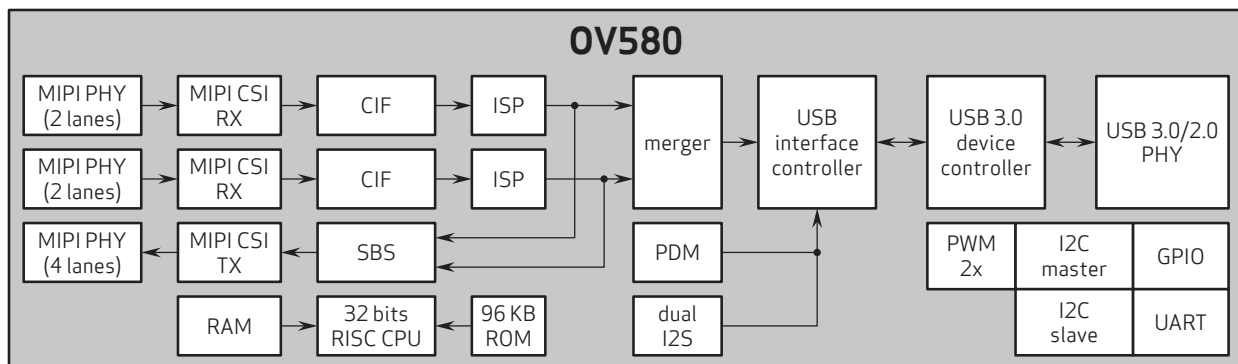 OV580
MIPI PHY
(2 lanes)
MIPI CSI
RX
CIF
ISP
merger
USB
interface
controller
USB 3.0
device
controller
USB 3.0/2.0
PHY
MIPI PHY
(2 lanes)
MIPI CSI
RX
CIF
ISP
MIPI PHY
(4 lanes)
MIPI CSI
TX
SBS
PDM
PWM
2x
I2C
master
GPIO
RAM
32 bits
RISC CPU
96 KB
ROM
dual
I2S
I2C
slave
UART